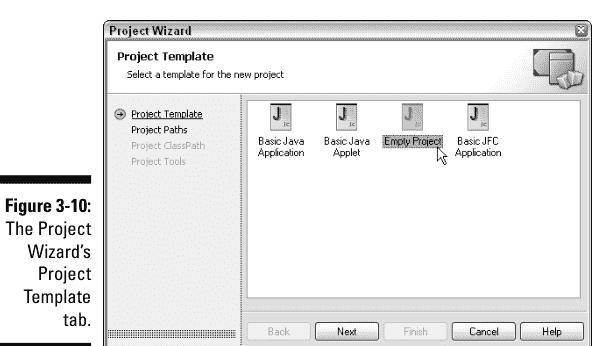 Project Wizard
Project Template
Select a template for the new project
Project Template
Project Paths
Project ClassPath
Project Tools
Basic Java
Application
Basic Java
Applet
Empty Project
Basic JFC
Application
Back
Next
Finish
Cancel
Help
Figure 3-10:
The Project
Wizard's
Project
Template
tab.